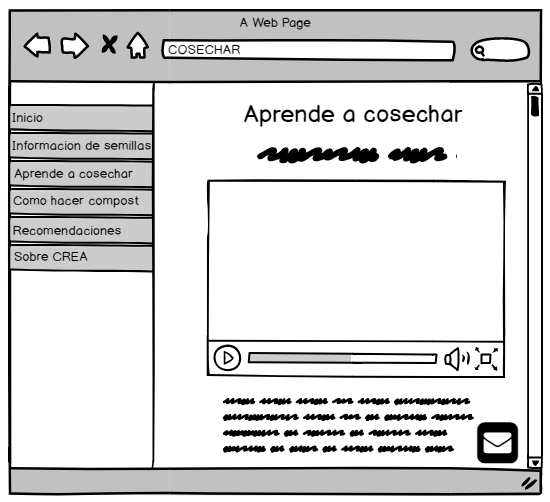 A Web Page
COSECHAR
Inicio
Informacion de semillas
Aprende a cosechar
Como hacer compost
Recomendaciones
Sobre CREA
Aprende a cosechar